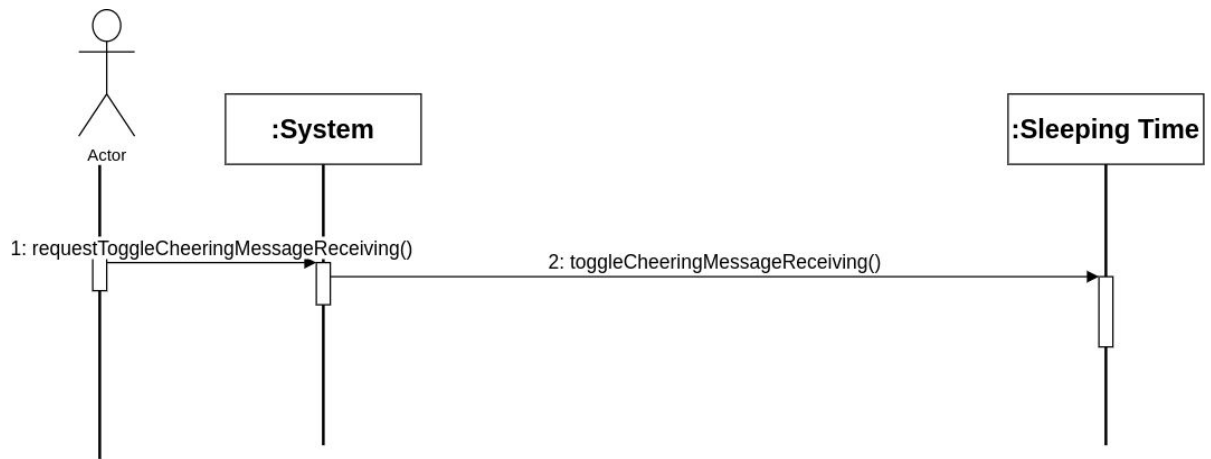 :System
:Sleeping Time
Actor
1: requestToggleCheeringMessageReceiving()
2: toggleCheeringMessageReceiving()